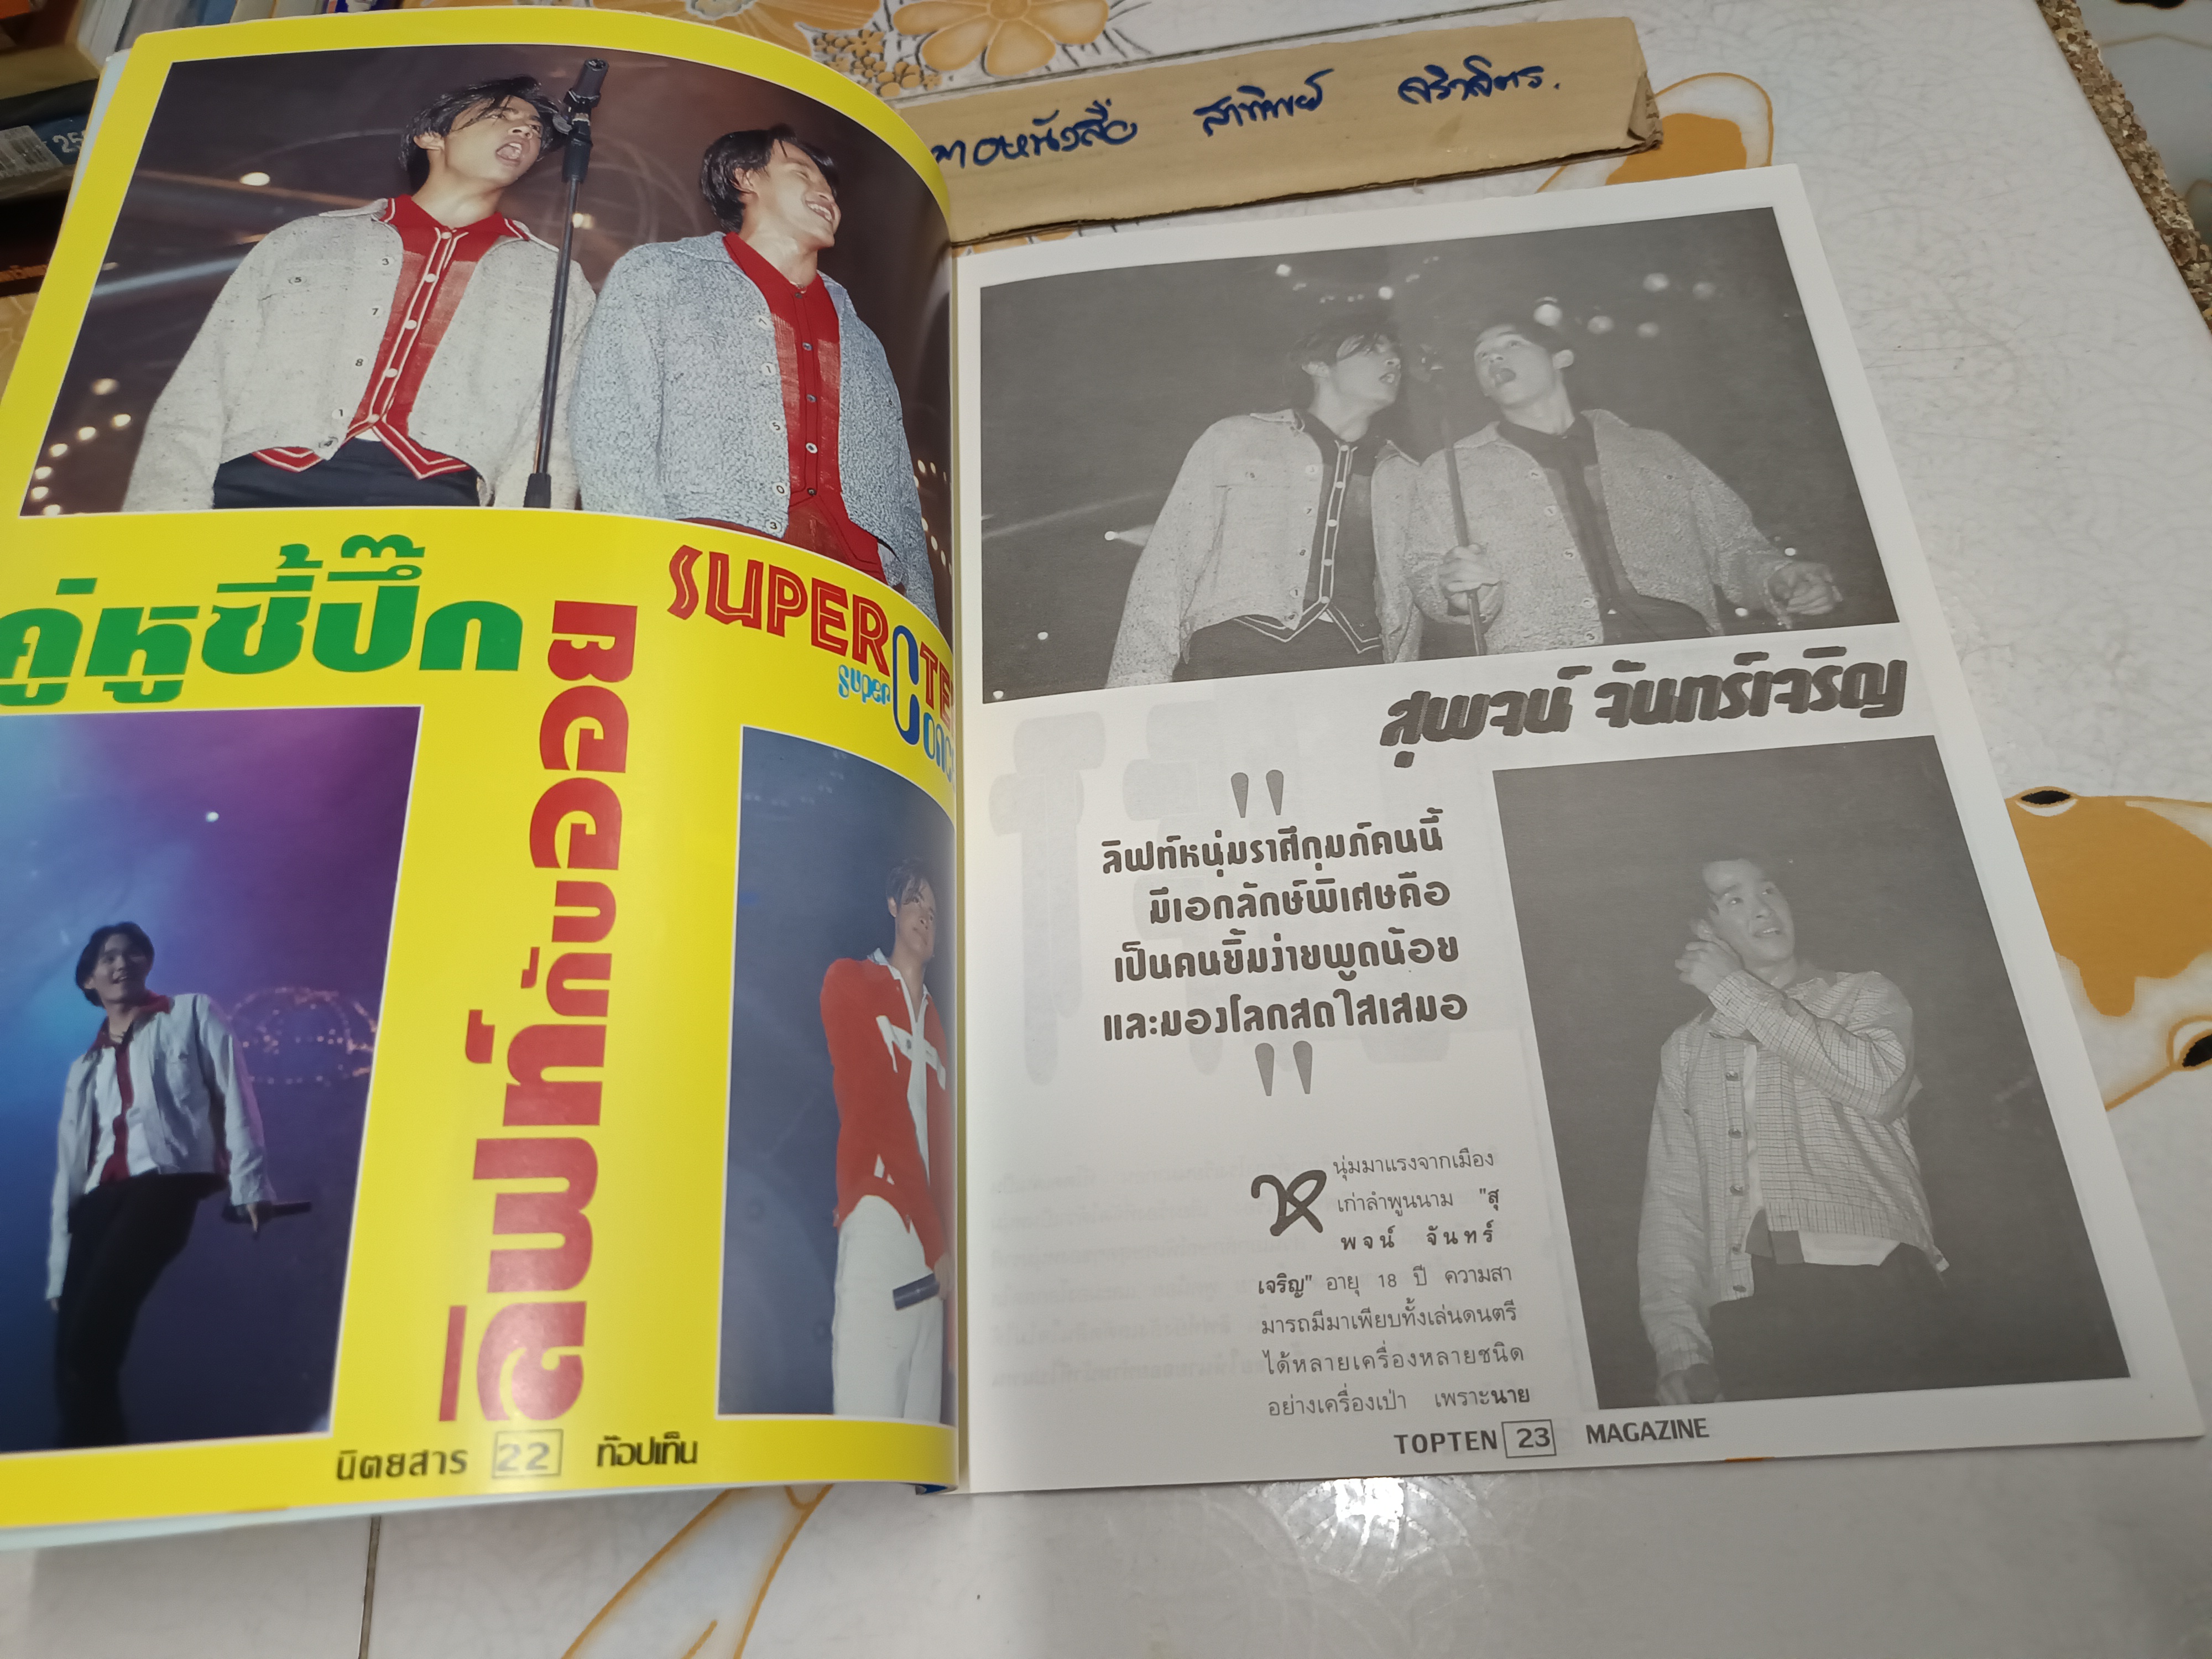 หนังสือ สาทิพย์
คู่หูซี้ปึ๊ก
ลิฟท์กับออย
SUPER TE
super Conc
นิตยสาร 22 ท๊อปเท็น
สุพจน์ จันทร์เจริญ
"
ลิฟท์หนุ่มราศีกุมภ์คนนี้
มีเอกลักษ์พิเศษคือ
เป็นคนยิ้มง่ายพูดน้อย
และมองโลกสดใสเสมอ
"
หนุ่มมาแรงจากเมือง
เก่าลำพูนนาม "สุ
พจน์ จันทร์
เจริญ" อายุ 18 ปี ความสา
มารถมีมาเพียบทั้งเล่นดนตรี
ได้หลายเครื่องหลายชนิด
อย่างเครื่องเป่า เพราะนาย
TOPTEN 23 MAGAZINE